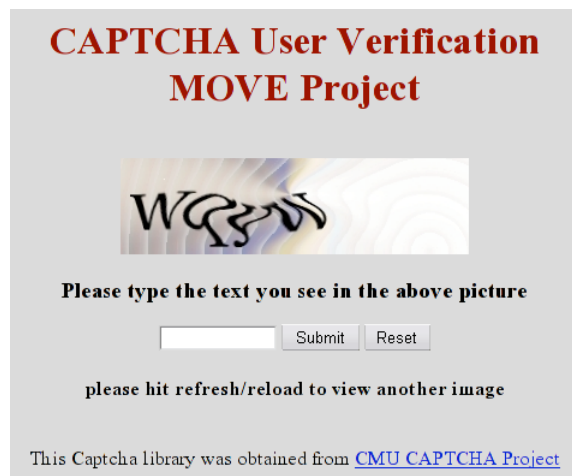 CAPTCHA User Verification
MOVE Project
Please type the text you see in the above picture
Submit Reset
please hit refresh/reload to view another image
This Captcha library was obtained from CMU CAPTCHA Project